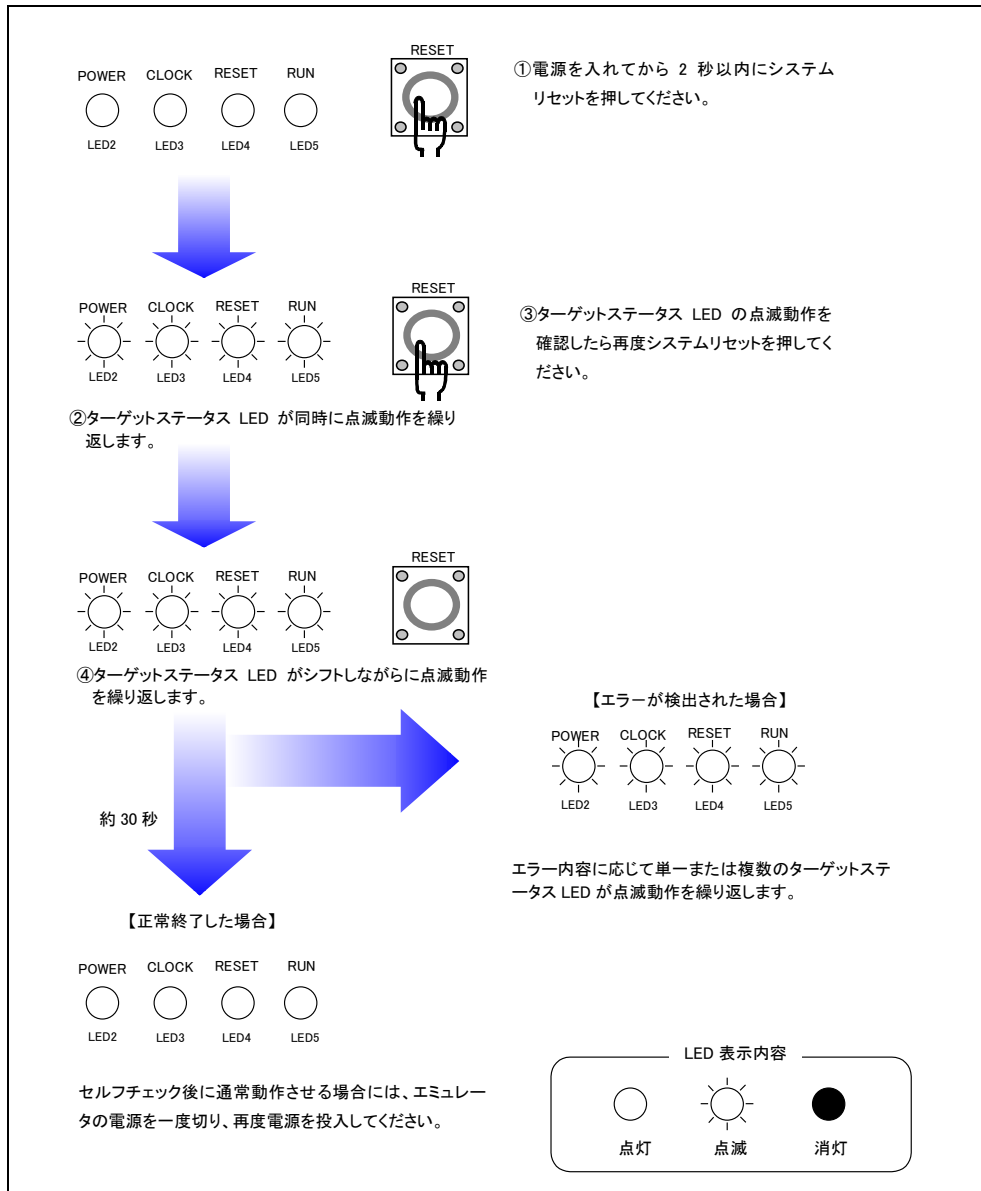 POWER CLOCK RESET RUN
LED2 LED3 LED4 LED5
RESET
①電源を入れてから 2 秒以内にシステム
リセットを押してください。
POWER CLOCK RESET RUN
LED2 LED3 LED4 LED5
RESET
②ターゲットステータス LED が同時に点滅動作を繰り
返します。
③ターゲットステータス LED の点滅動作を
確認したら再度システムリセットを押してく
ださい。
POWER CLOCK RESET RUN
LED2 LED3 LED4 LED5
RESET
④ターゲットステータス LED がシフトしながらに点滅動作
を繰り返します。
【エラーが検出された場合】
POWER CLOCK RESET RUN
LED2 LED3 LED4 LED5
エラー内容に応じて単一または複数のターゲットステ
ータス LED が点滅動作を繰り返します。
約 30 秒
【正常終了した場合】
POWER CLOCK RESET RUN
LED2 LED3 LED4 LED5
セルフチェック後に通常動作させる場合には、エミュレー
タの電源を一度切り、再度電源を投入してください。
LED 表示内容
点灯 点滅 消灯